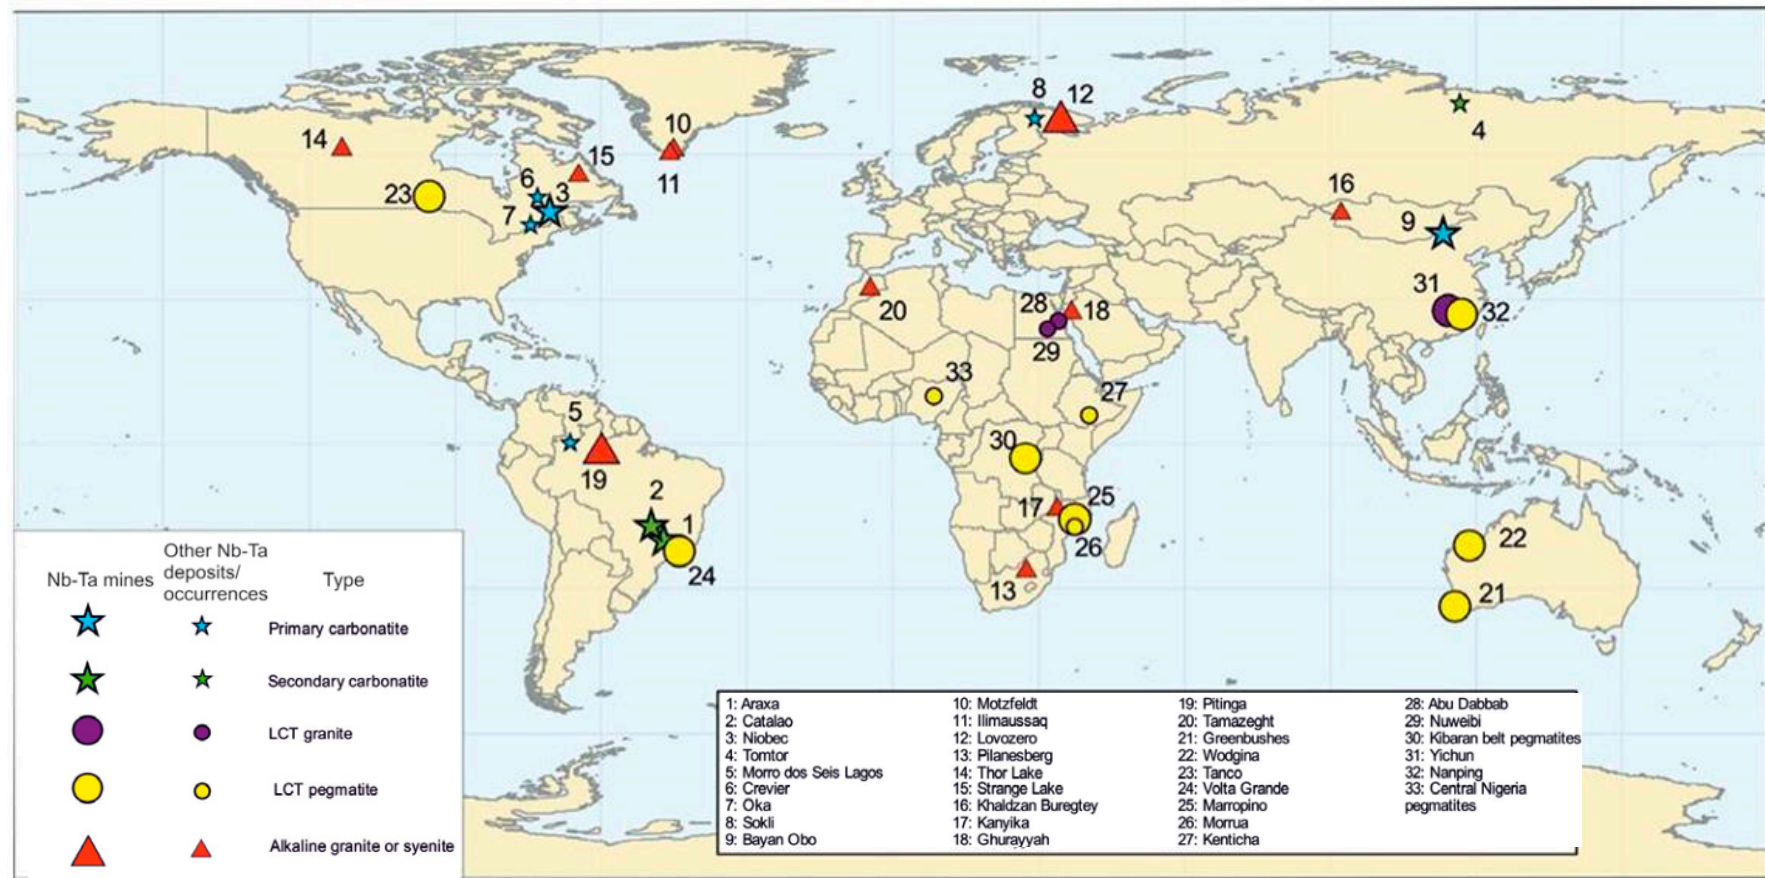 8
12
4
10
14
15
11
6
3
23
7
16
9
31
32
20
28
18
29
33
27
5
30
19
2
17
25
1
26
22
24
13
21
Nb-Ta mines
Other Nb-Ta
deposits/
occurrences
Type
Primary carbonatite
Secondary carbonatite
LCT granite
LCT pegmatite
Alkaline granite or syenite
1: Araxa
2: Catalao
3: Niobec
4: Tomtor
5: Morro dos Seis Lagos
6: Crevier
7: Oka
8: Sokli
9: Bayan Obo
10: Motzfeldt
11: Ilimaussaq
12: Lovozero
13: Pilanesberg
14: Thor Lake
15: Strange Lake
16: Khaldzan Buregtey
17: Kanyika
18: Ghurayyah
19: Pitinga
20: Tamazeght
21: Greenbushes
22: Wodgina
23: Tanco
24: Volta Grande
25: Marropino
26: Morrua
27: Kenticha
28: Abu Dabbab
29: Nuweibi
30: Kibaran belt pegmatites
31: Yichun
32: Nanping
33: Central Nigeria
pegmatites